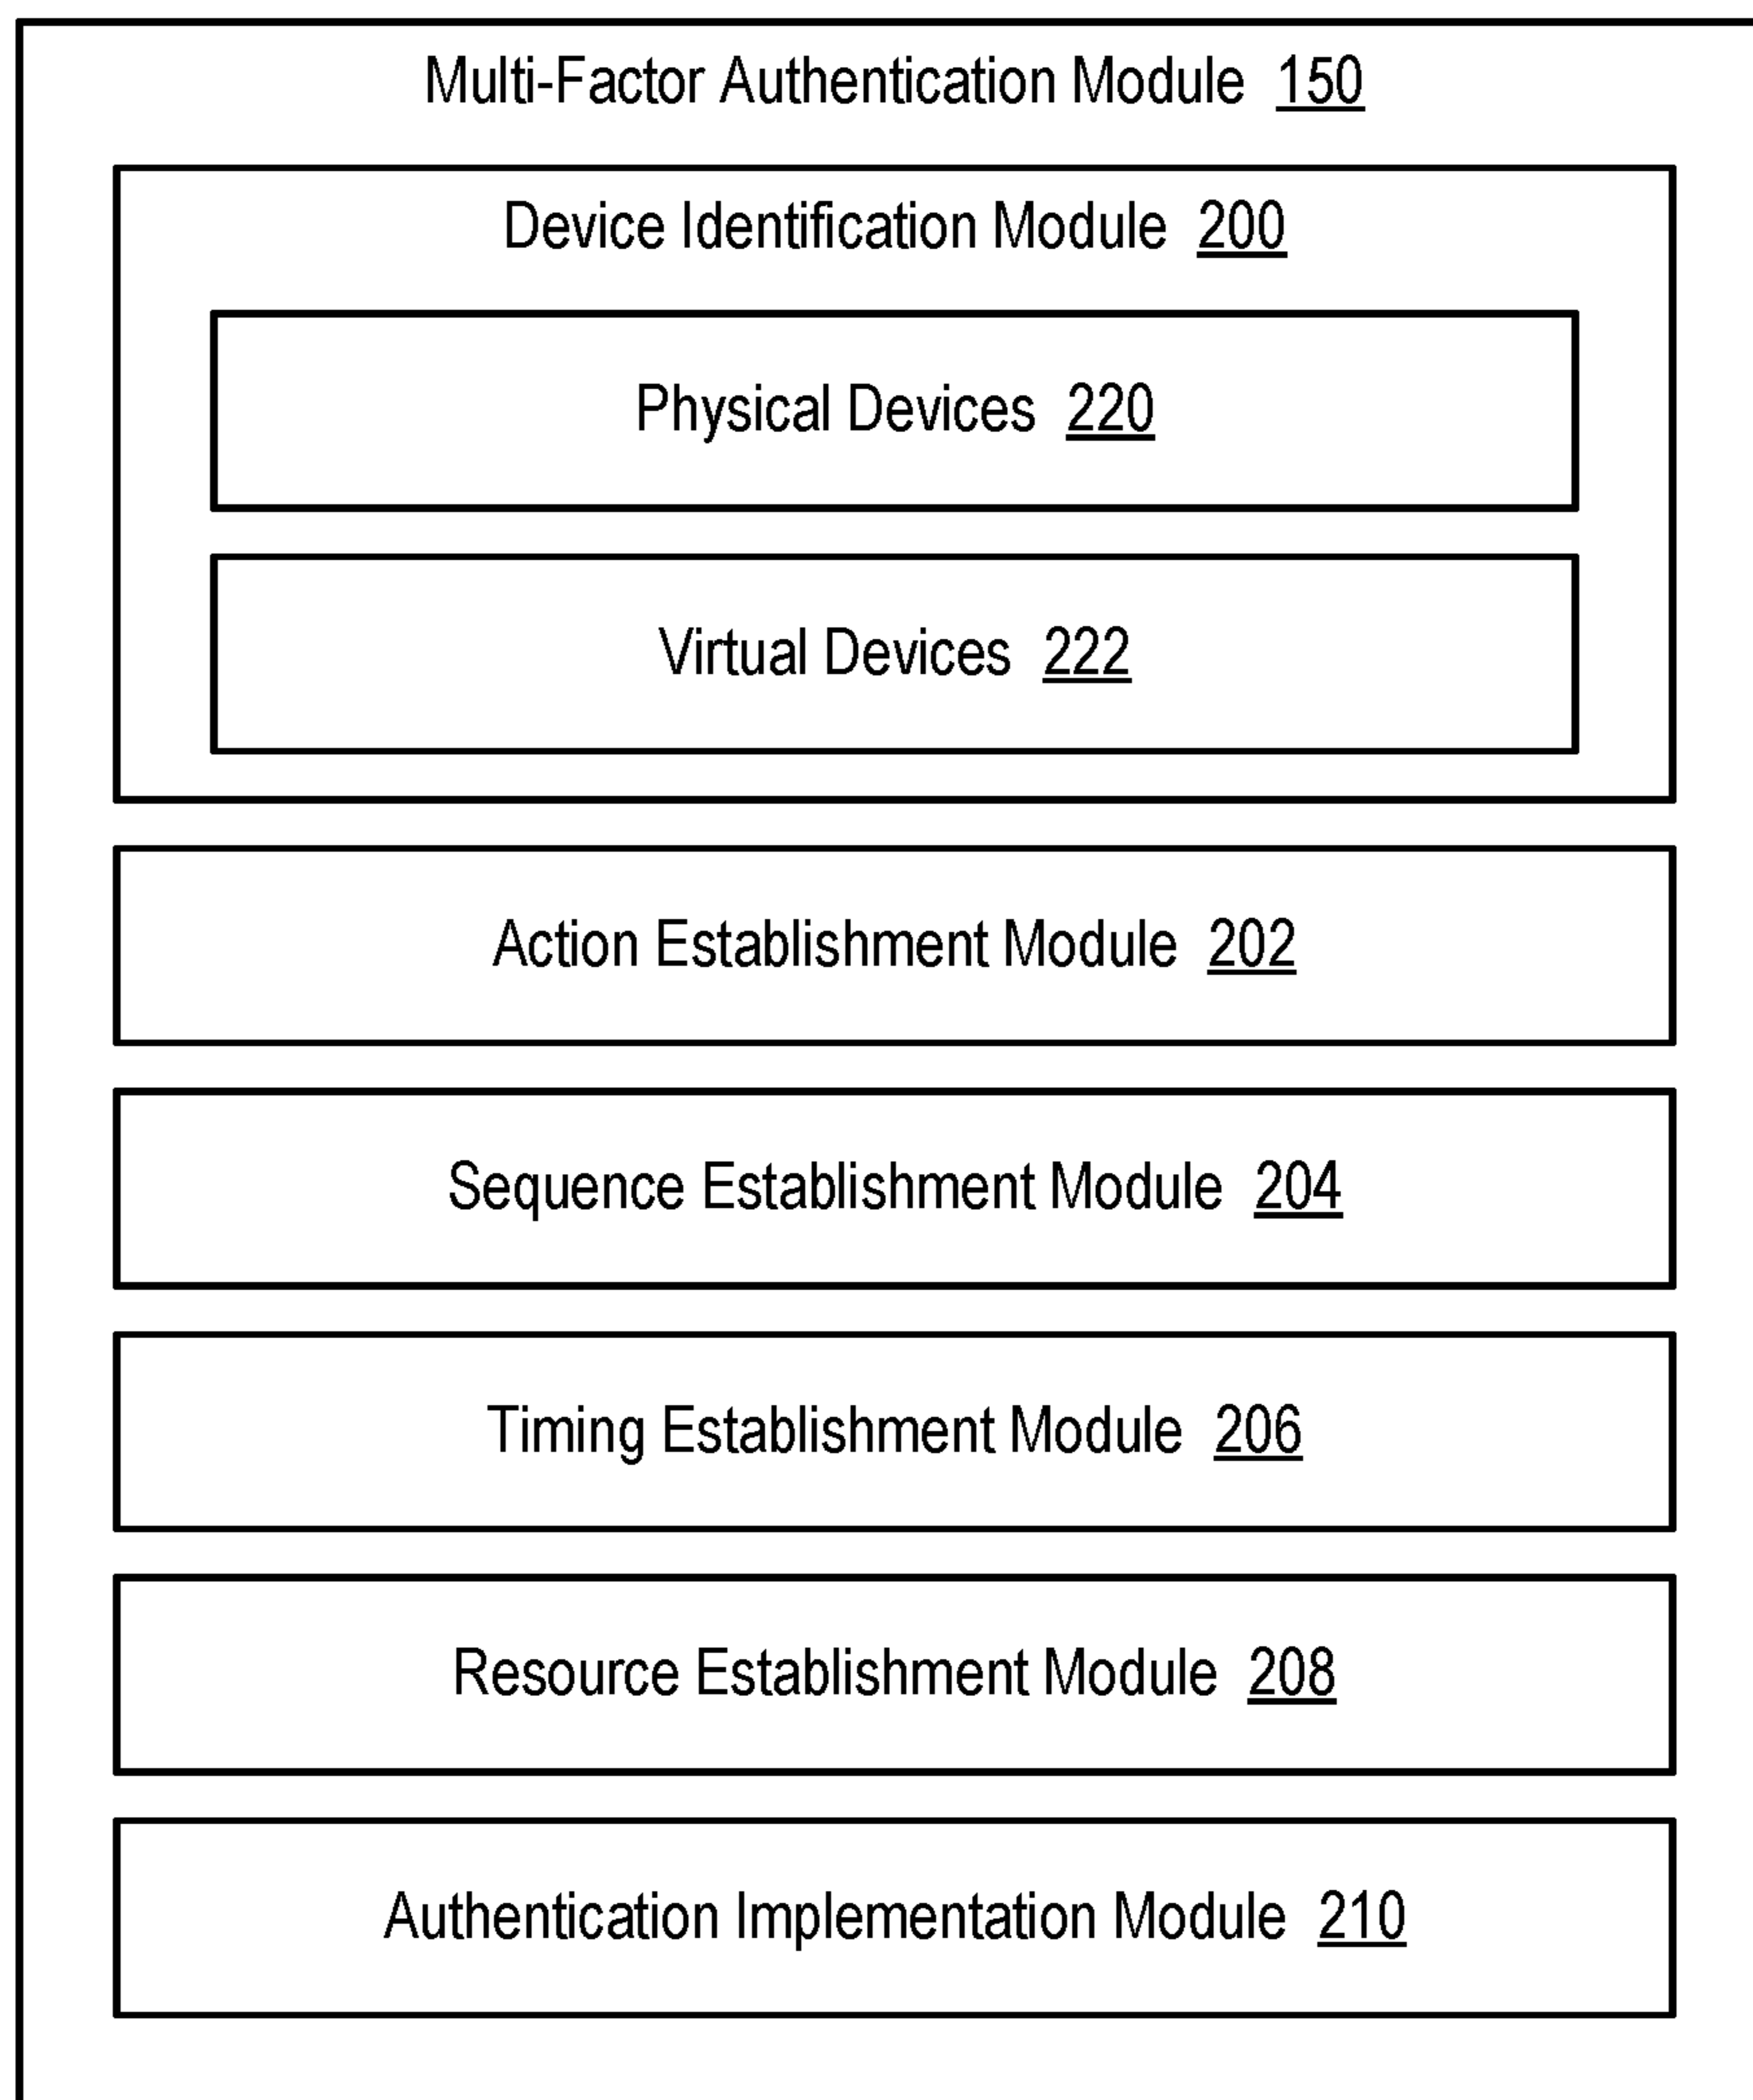 Multi-Factor Authentication Module 150
Device Identification Module 200
Physical Devices 220
Virtual Devices 222
Action Establishment Module 202
Sequence Establishment Module 204
Timing Establishment Module 206
Resource Establishment Module 208
Authentication Implementation Module 210